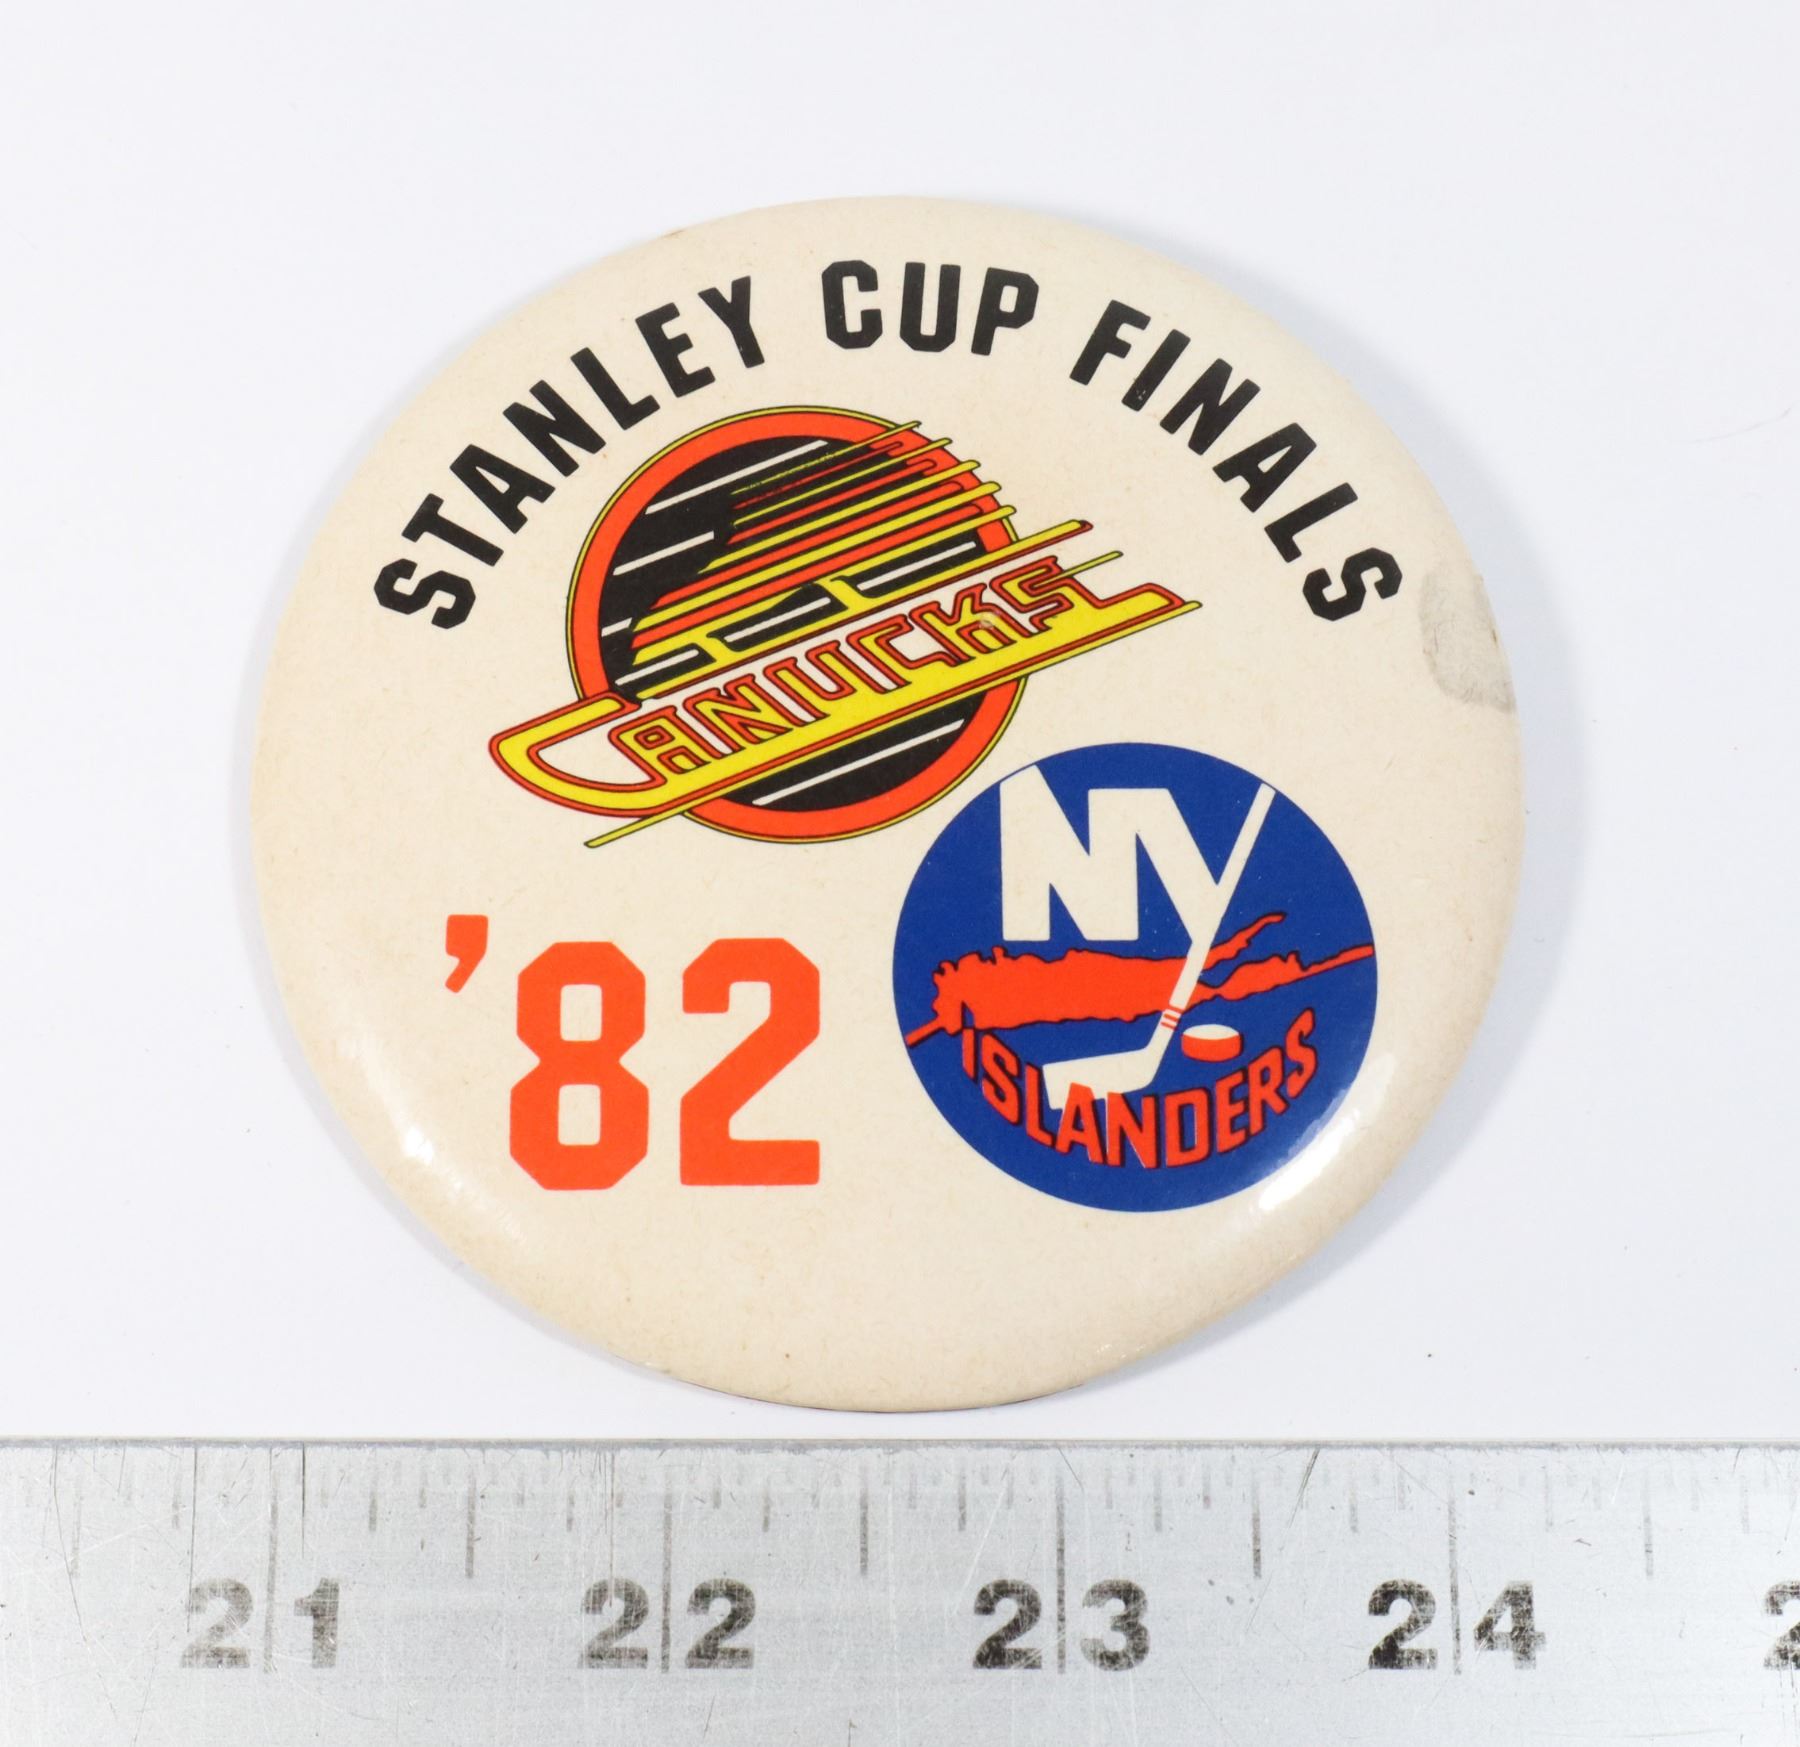 STANLEY CUP FINALS
CANUCKS
NY
ISLANDERS
'82
21 22 23 24